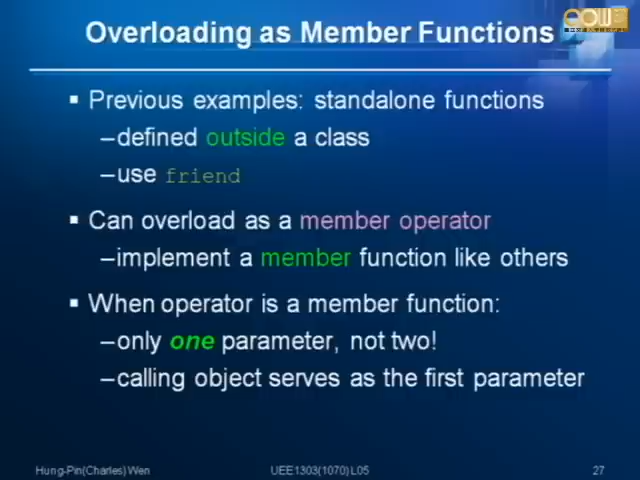 Overloading as Member Functions
▪ Previous examples: standalone functions
–defined outside a class
–use friend
▪ Can overload as a member operator
–implement a member function like others
▪ When operator is a member function:
–only one parameter, not two!
–calling object serves as the first parameter
Hung-Pin(Charles)Wen UEE1303(1070)L05 27